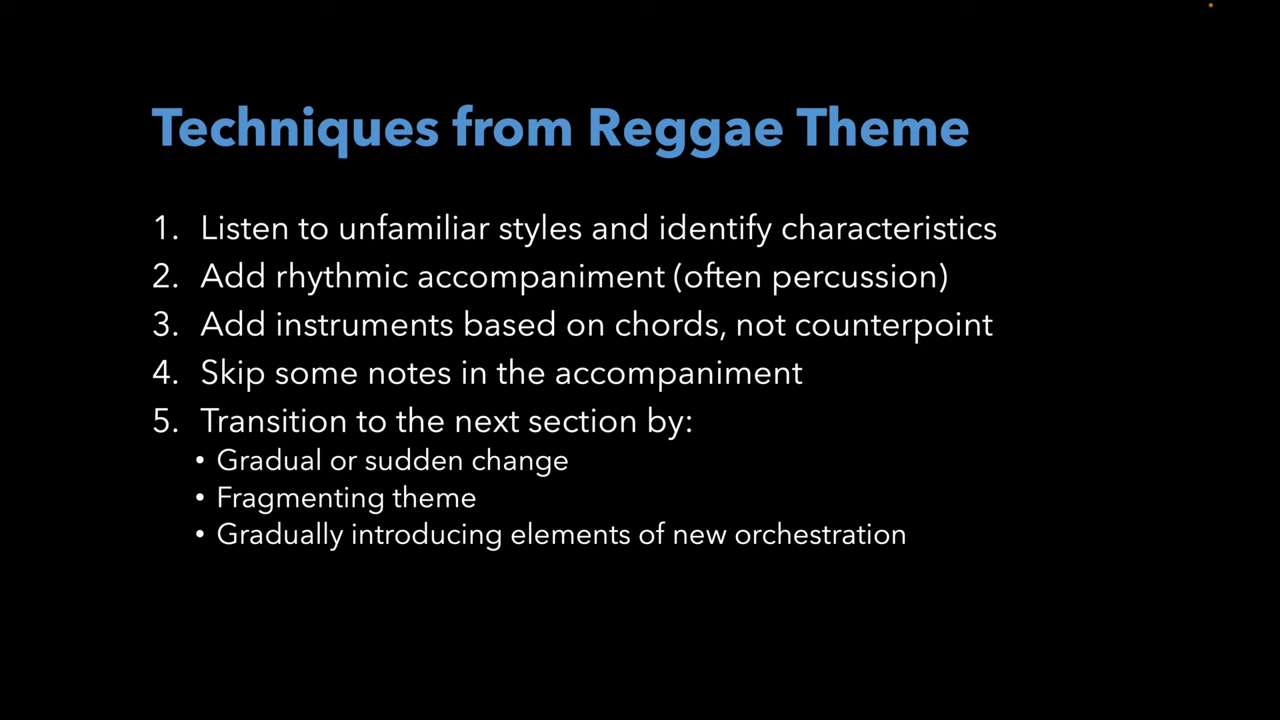 Techniques from Reggae Theme
1. Listen to unfamiliar styles and identify characteristics
2. Add rhythmic accompaniment (often percussion)
3. Add instruments based on chords, not counterpoint
4. Skip some notes in the accompaniment
5. Transition to the next section by:
• Gradual or sudden change
• Fragmenting theme
• Gradually introducing elements of new orchestration